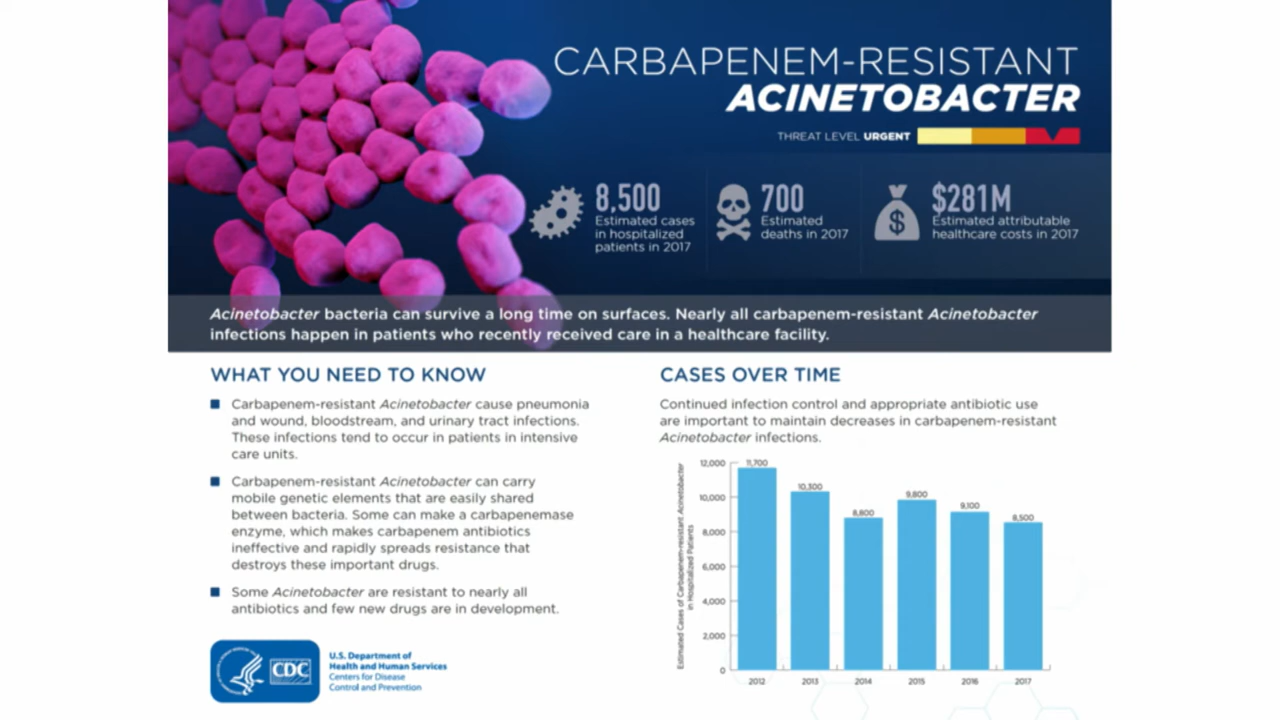 CARBAPENEM-RESISTANT
ACINETOBACTER
THREAT LEVEL URGENT
8,500
Estimated cases
in hospitalized
patients in 2017
700
Estimated
deaths in 2017
$
$281M
Estimated attributable
healthcare costs in 2017
Acinetobacter bacteria can survive a long time on surfaces. Nearly all carbapenem-resistant Acinetobacter
infections happen in patients who recently received care in a healthcare facility.
WHAT YOU NEED TO KNOW
Carbapenem-resistant Acinetobacter cause pneumonia
and wound, bloodstream, and urinary tract infections.
These infections tend to occur in patients in intensive
care units.
Carbapenem-resistant Acinetobacter can carry
mobile genetic elements that are easily shared
between bacteria. Some can make a carbapenemase
enzyme, which makes carbapenem antibiotics
ineffective and rapidly spreads resistance that
destroys these important drugs.
Some Acinetobacter are resistant to nearly all
antibiotics and few new drugs are in development.
CDC
U.S. Department of
Health and Human Services
Centers for Disease
Control and Prevention
CASES OVER TIME
Continued infection control and appropriate antibiotic use
are important to maintain decreases in carbapenem-resistant
Acinetobacter infections.
Estimated Cases of Carbapenem-resistant Acinetobacter
in Hospitalized Patients
12,000
10,000
8,000
6,000
4,000
2,000
0
11,700
10,300
8,800
9,800
9,100
8,500
2012
2013
2014
2015
2016
2017